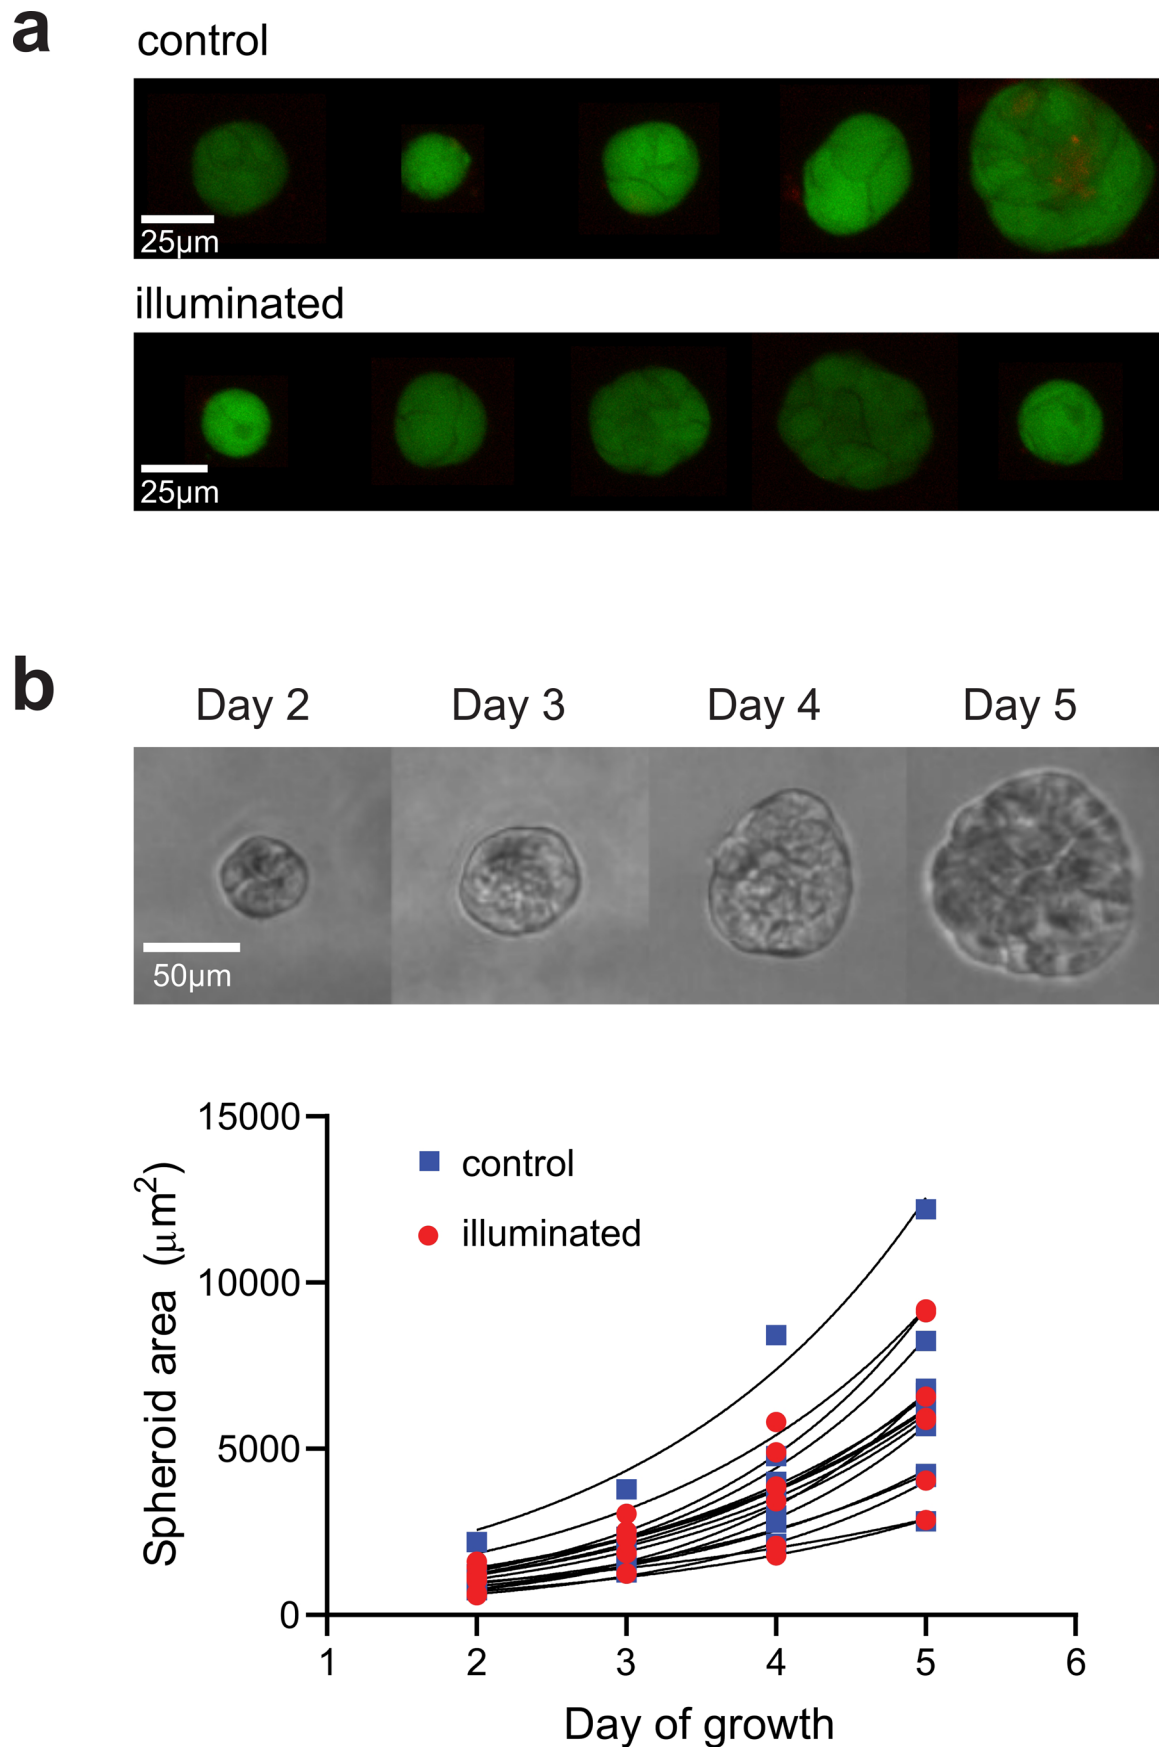 a
control
25µm
illuminated
25µm
b
Day 2 Day 3 Day 4 Day 5
50µm
15000
10000
5000
0
Spheroid area (µm²)
control
illuminated
1 2 3 4 5 6
Day of growth